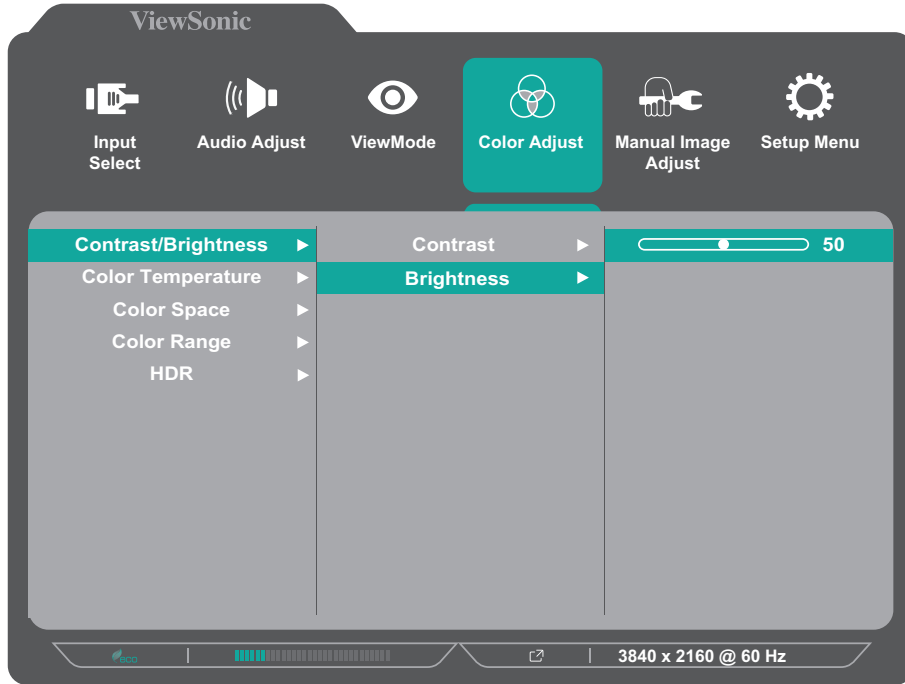 ViewSonic
Input Select
Audio Adjust
ViewMode
Color Adjust
Manual Image Adjust
Setup Menu
Contrast/Brightness
Contrast
50
Color Temperature
Brightness
Color Space
Color Range
HDR
eco
3840 x 2160 @ 60 Hz